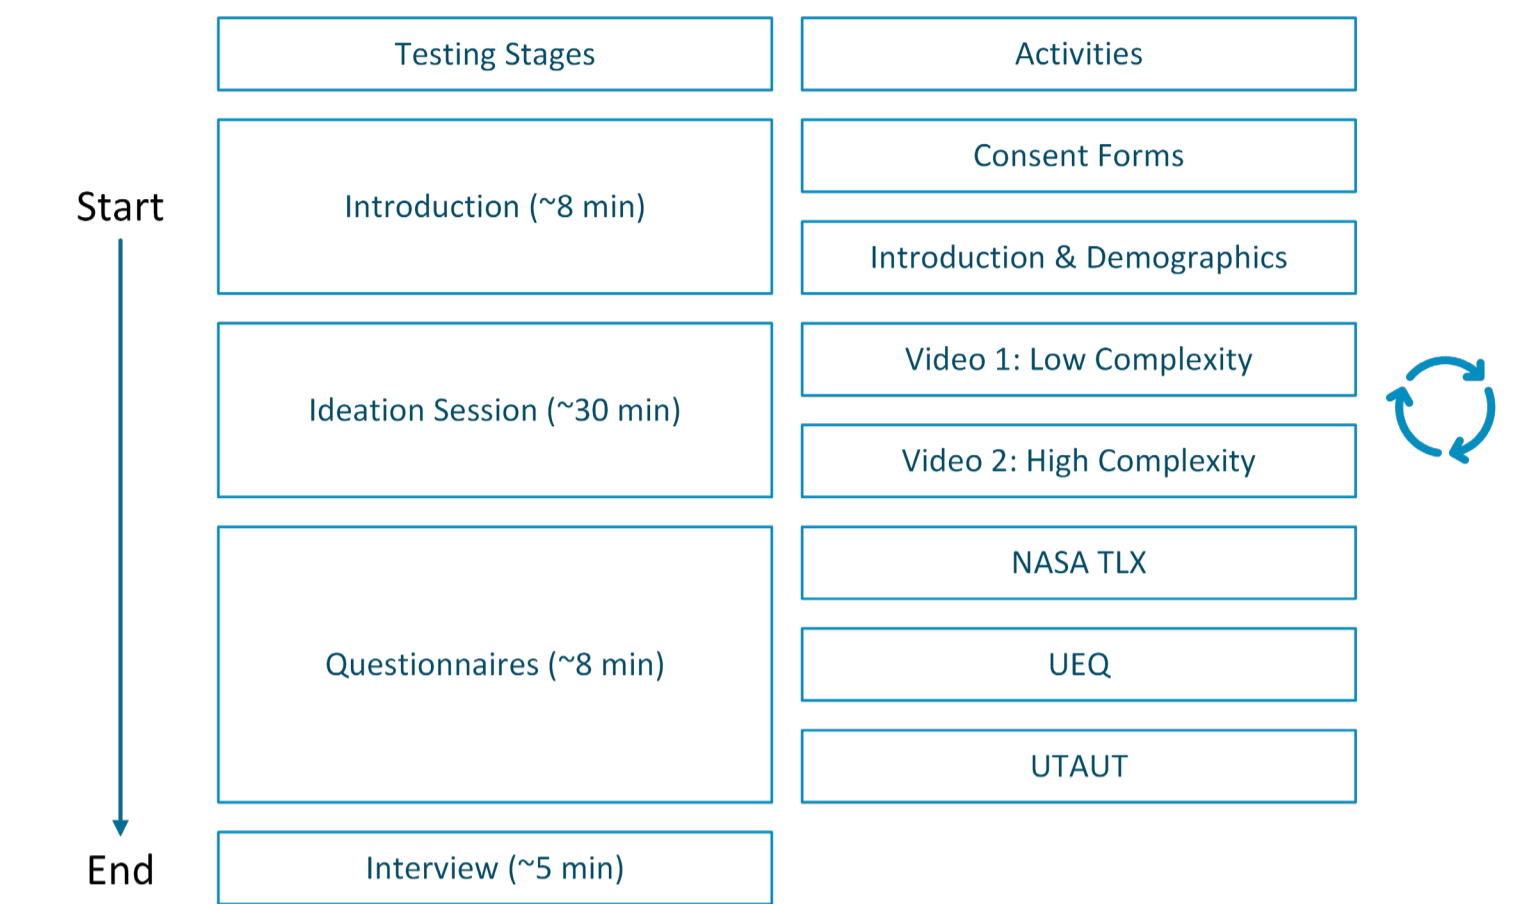 Testing Stages
Activities
Start
Introduction (~8 min)
Consent Forms
Introduction & Demographics
Ideation Session (~30 min)
Video 1: Low Complexity
Video 2: High Complexity
Questionnaires (~8 min)
NASA TLX
UEQ
UTAUT
End
Interview (~5 min)